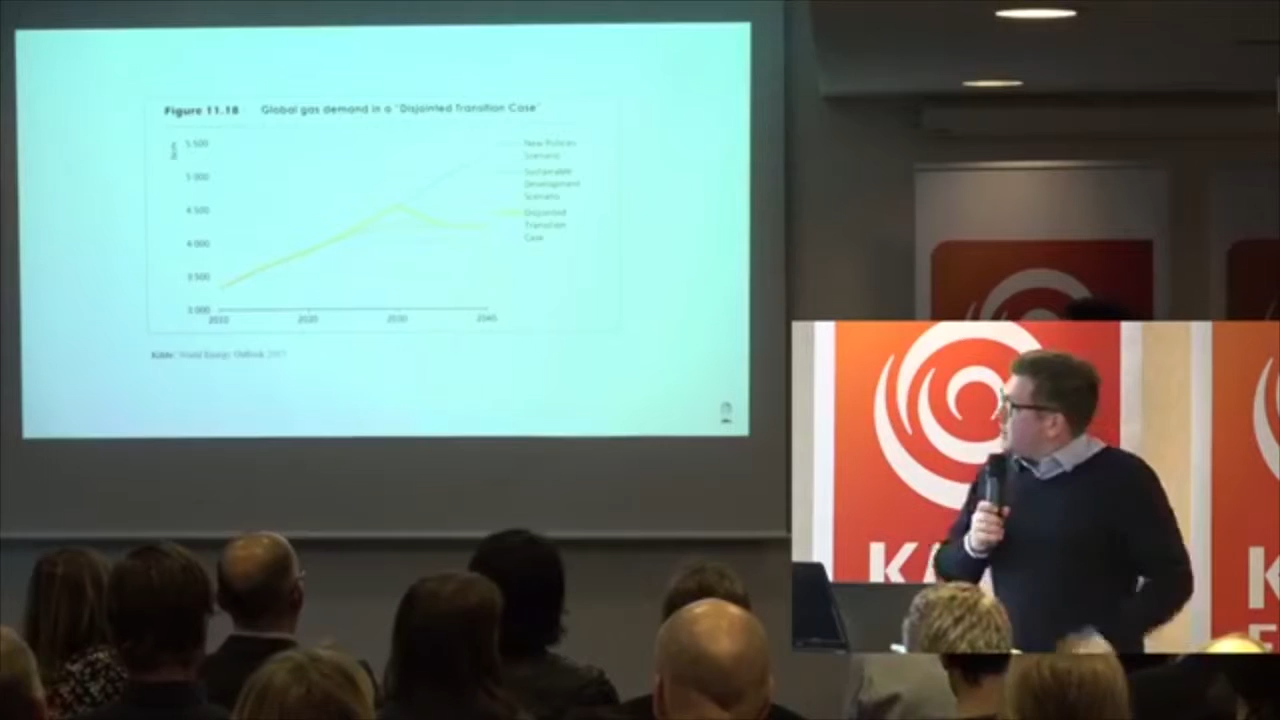 Figure 11.18 Global gas demand in a "Disjointed Transition Case"
bcm
5 500
5 000
4 500
4 000
3 500
3 000
2010
2020
2030
2040
New Policies
Scenario
Sustainable
Development
Scenario
Disjointed
Transition
Case
Kilde: World Energy Outlook 2017
K
K